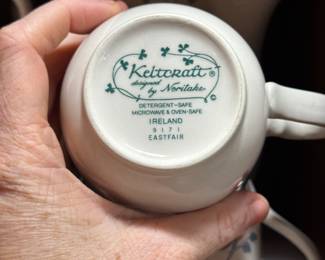 Keltcraft ©
designed
by Noritake
DETERGENT-SAFE
MICROWAVE & OVEN-SAFE
IRELAND
9171
EASTFAIR